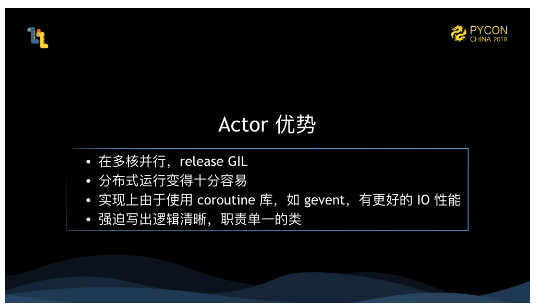 PYCON
CHINA 2018
Actor 优势
• 在多核并行，release GIL
• 分布式运行变得十分容易
• 实现上由于使用 coroutine 库，如 gevent，有更好的 IO 性能
• 强迫写出逻辑清晰，职责单一的类